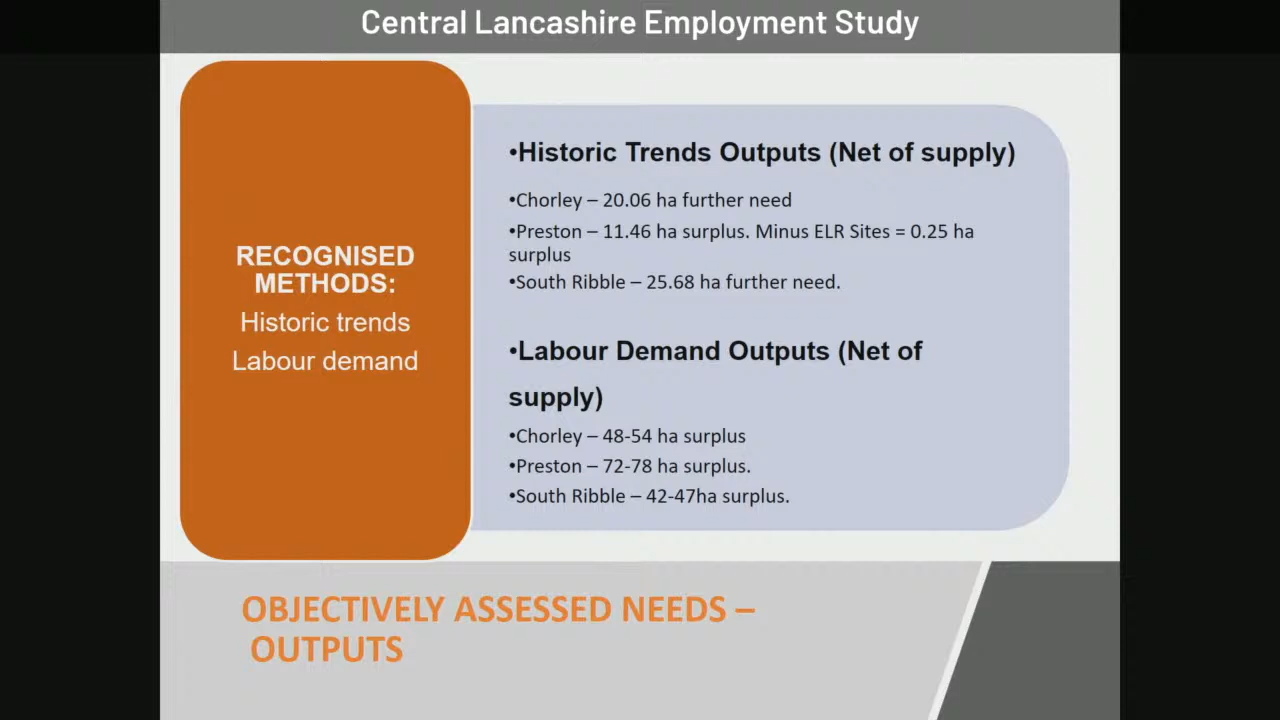 Central Lancashire Employment Study
RECOGNISED
METHODS:
Historic trends
Labour demand
•Historic Trends Outputs (Net of supply)
•Chorley – 20.06 ha further need
•Preston – 11.46 ha surplus. Minus ELR Sites = 0.25 ha
surplus
•South Ribble – 25.68 ha further need.
•Labour Demand Outputs (Net of
supply)
•Chorley – 48-54 ha surplus
•Preston – 72-78 ha surplus.
•South Ribble – 42-47ha surplus.
OBJECTIVELY ASSESSED NEEDS –
OUTPUTS